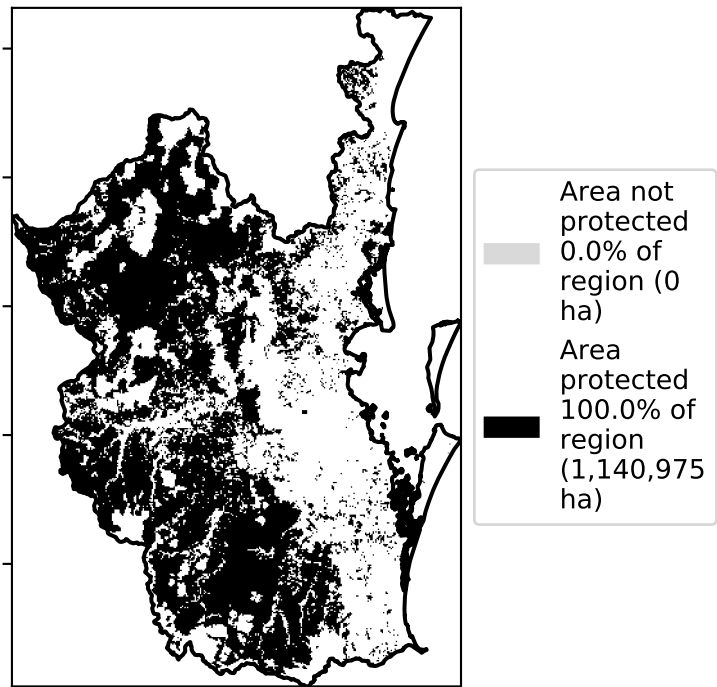 Area not
protected
0.0% of
region (0
ha)
Area
protected
100.0% of
region
(1,140,975
ha)